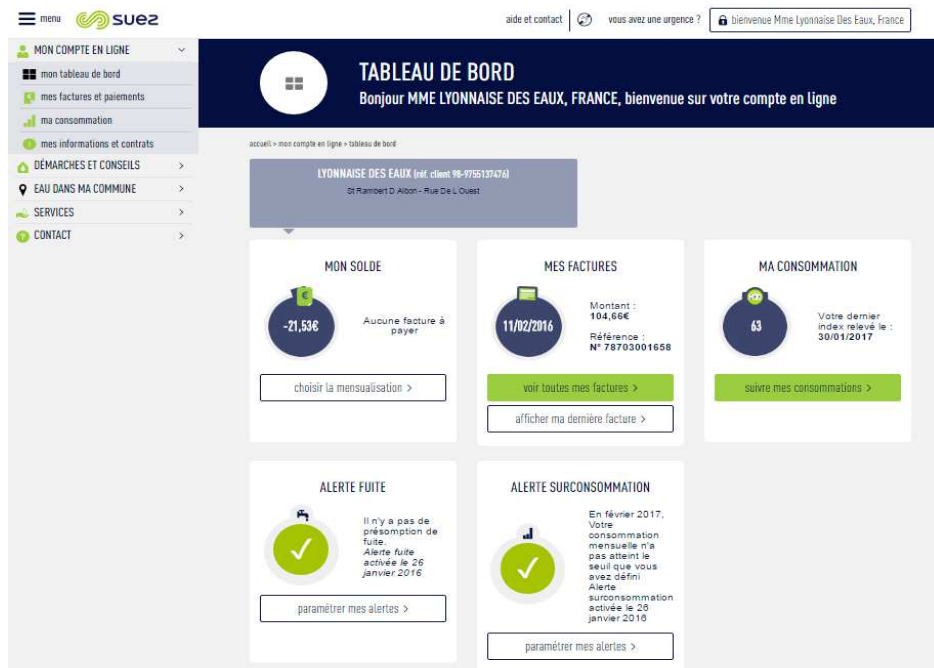 menu
suez
aide et contact
vous avez une urgence ?
bienvenue Mme Lyonnaise Des Eaux, France
MON COMPTE EN LIGNE
mon tableau de bord
mes factures et paiements
ma consommation
mes informations et contrats
DÉMARCHES ET CONSEILS
EAU DANS MA COMMUNE
SERVICES
CONTACT
TABLEAU DE BORD
Bonjour MME LYONNAISE DES EAUX, FRANCE, bienvenue sur votre compte en ligne
accueil > mon compte en ligne > tableau de bord
LYONNAISE DES EAUX (réf. client 98-9755137476)
St Rambert D Albon - Rue De L Ouest
MON SOLDE
-21,53€
Aucune facture à
payer
choisir la mensualisation >
MES FACTURES
11/02/2016
Montant :
104,66€
Référence :
N° 78703001658
voir toutes mes factures >
afficher ma dernière facture >
MA CONSOMMATION
63
Votre dernier
index relevé le :
30/01/2017
suivre mes consommations >
ALERTE FUITE
Il n'y a pas de
présomption de
fuite.
Alerte fuite
activée le 26
janvier 2016
paramétrer mes alertes >
ALERTE SURCONSOMMATION
En février 2017,
Votre
consommation
mensuelle n'a
pas atteint le
seuil que vous
avez défini
Alerte
surconsommation
activée le 26
janvier 2016
paramétrer mes alertes >